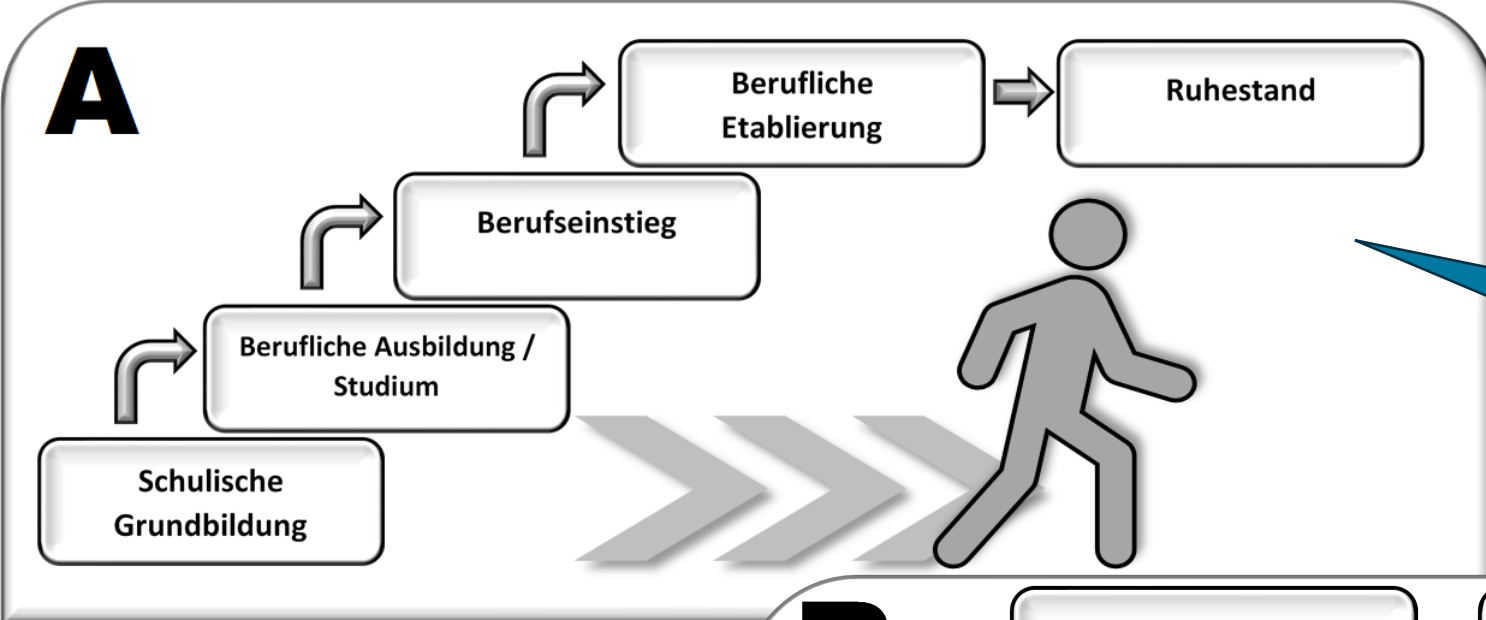 A
Berufliche
Etablierung
Ruhestand
Berufseinstieg
Berufliche Ausbildung /
Studium
Schulische
Grundbildung